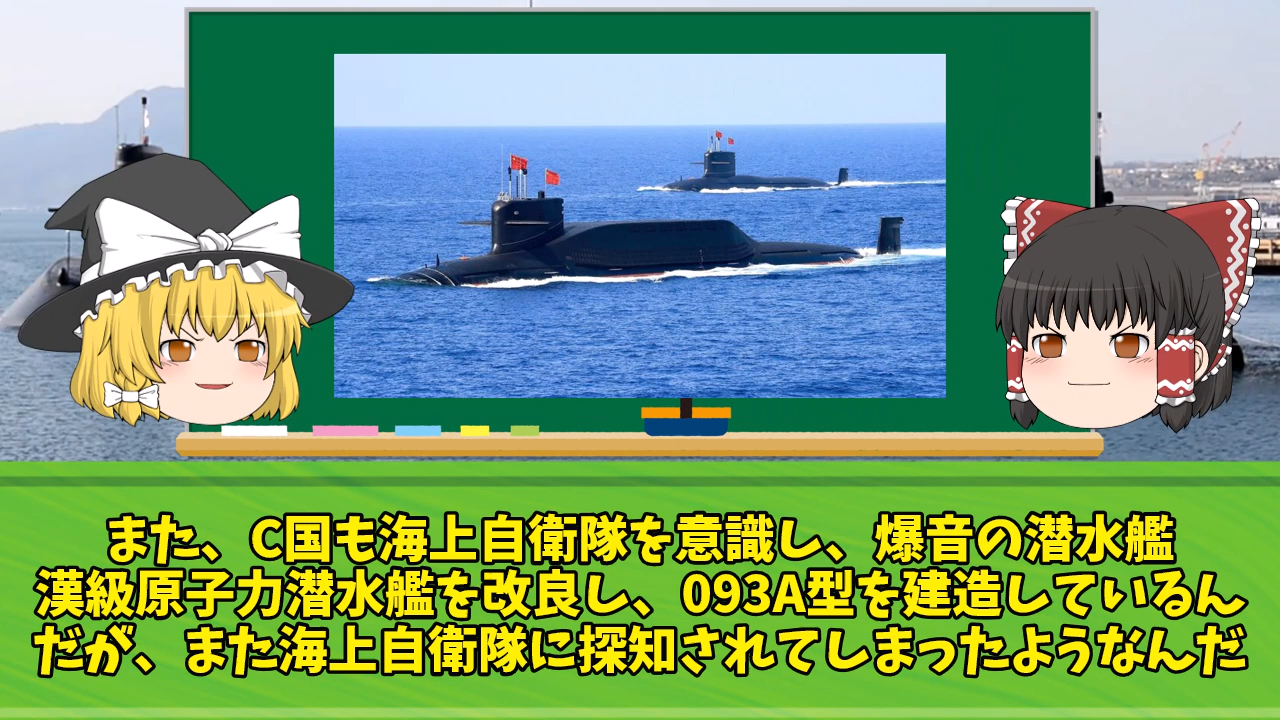 また、C国も海上自衛隊を意識し、爆音の潜水艦
漢級原子力潜水艦を改良し、093A型を建造しているん
だが、また海上自衛隊に探知されてしまったようなんだ